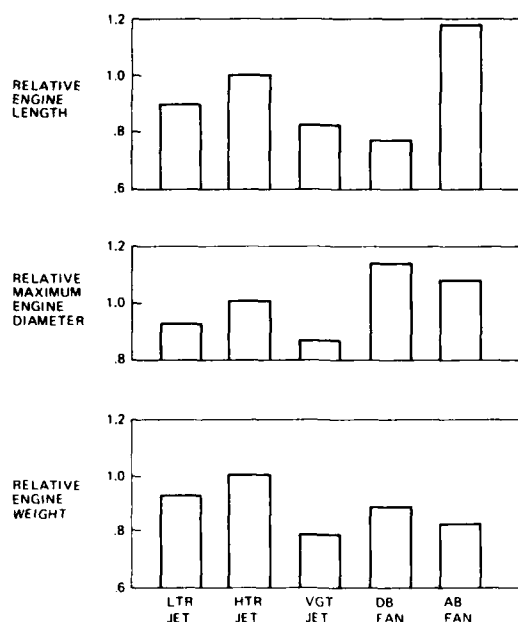 1.2
RELATIVE
ENGINE
LENGTH
1.0
.8
.6
1.2
RELATIVE
MAXIMUM
ENGINE
DIAMETER
1.0
.8
1.2
RELATIVE
ENGINE
WEIGHT
1.0
.8
.6
LTR
JET
HTR
JET
VGT
JET
DB
FAN
AB
FAN